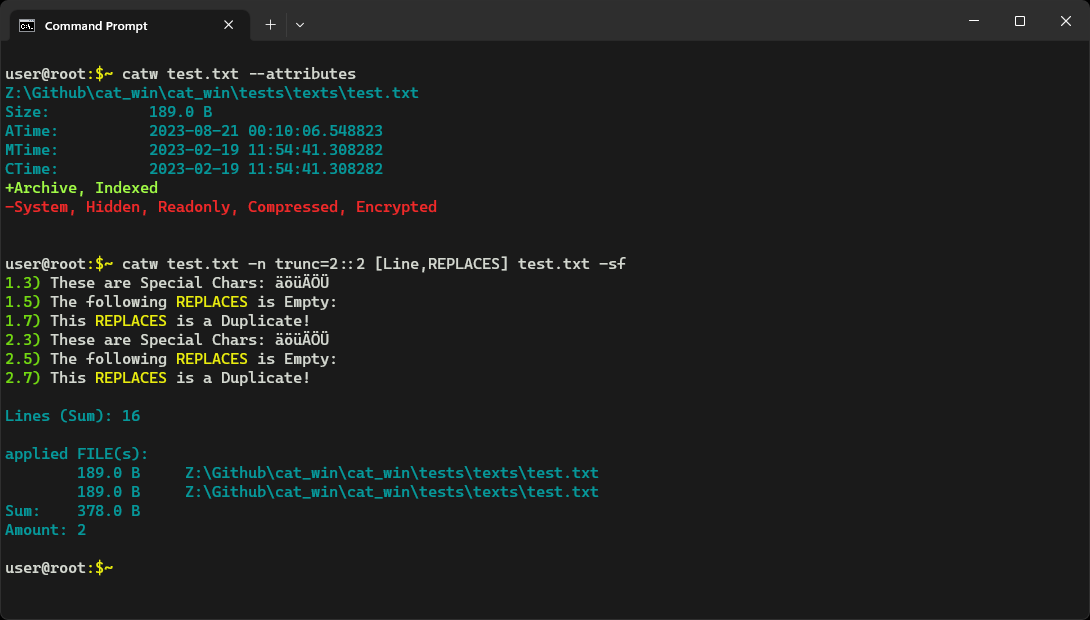 Command Prompt
user@root:$~ catw test.txt --attributes
Z:\Github\cat_win\cat_win\tests\texts\test.txt
Size: 189.0 B
ATime: 2023-08-21 00:10:06.548823
MTime: 2023-02-19 11:54:41.308282
CTime: 2023-02-19 11:54:41.308282
+Archive, Indexed
-System, Hidden, Readonly, Compressed, Encrypted
user@root:$~ catw test.txt -n trunc=2::2 [Line,REPLACES] test.txt -sf
1.3) These are Special Chars: äöüÄÖÜ
1.5) The following REPLACES is Empty:
1.7) This REPLACES is a Duplicate!
2.3) These are Special Chars: äöüÄÖÜ
2.5) The following REPLACES is Empty:
2.7) This REPLACES is a Duplicate!
Lines (Sum): 16
applied FILE(s):
189.0 B Z:\Github\cat_win\cat_win\tests\texts\test.txt
189.0 B Z:\Github\cat_win\cat_win\tests\texts\test.txt
Sum: 378.0 B
Amount: 2
user@root:$~